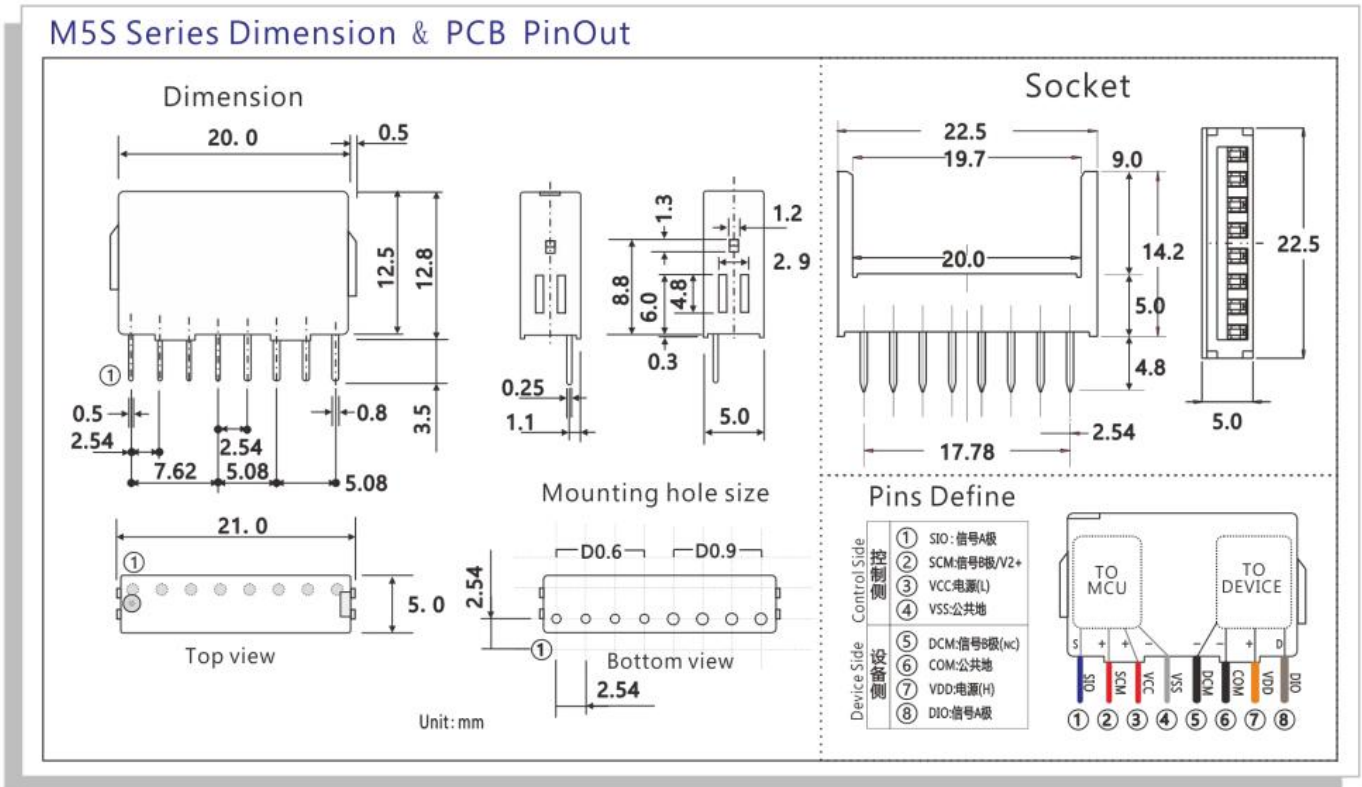 M5S Series Dimension & PCB PinOut
Dimension
20. 0
0.5
12.5
12.8
①
0.5
0.8
3.5
2.54
2.54
7.62
5.08
5.08
1.3
1.2
2. 9
8.8
6.0
4.8
0.3
0.25
1.1
5.0
21. 0
①
5. 0
Top view
Mounting hole size
D0.6
D0.9
2.54
①
Bottom view
2.54
Unit: mm
Socket
22.5
19.7
9.0
20.0
14.2
5.0
4.8
2.54
17.78
22.5
5.0
Pins Define
Control Side
控制侧
① SIO: 信号A极
② SCM:信号B极/V2+
③ VCC:电源(L)
④ VSS:公共地
Device Side
设备侧
⑤ DCM:信号B极(NC)
⑥ COM:公共地
⑦ VDD:电源(H)
⑧ DIO:信号A极
TO
MCU
TO
DEVICE
S + + − − − + D
SIO SCM VCC VSS DCM COM VDD DIO
① ② ③ ④ ⑤ ⑥ ⑦ ⑧